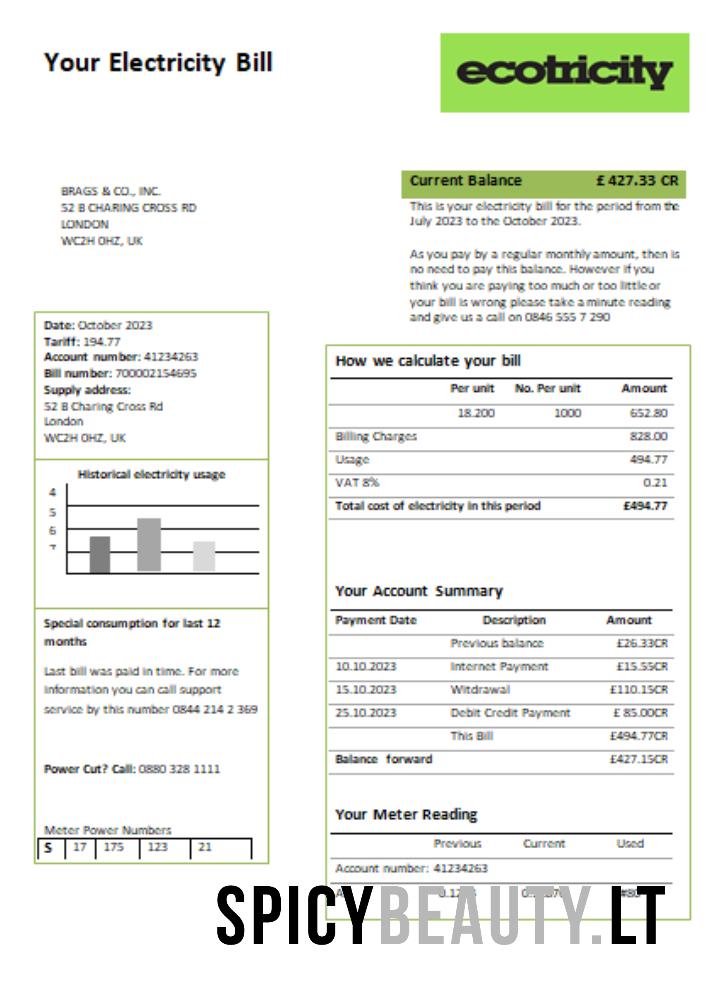 Your Electricity Bill
ecotricity
BRAGS & CO., INC.
52 B CHARING CROSS RD
LONDON
WC2H 0HZ, UK
Current Balance £ 427.33 CR
This is your electricity bill for the period from the
July 2023 to the October 2023.
As you pay by a regular monthly amount, then is
no need to pay this balance. However if you
think you are paying too much or too little or
your bill is wrong please take a minute reading
and give us a call on 0846 555 7 290
Date: October 2023
Tariff: 194.77
Account number: 41234263
Bill number: 700002154695
Supply address:
52 B Charing Cross Rd
London
WC2H 0HZ, UK
Historical electricity usage
4
5
6
Special consumption for last 12
months
Last bill was paid in time. For more
information you can call support
service by this number 0844 214 2 369
Power Cut? Call: 0880 328 1111
Meter Power Numbers
S 17 175 123 21
How we calculate your bill
Per unit No. Per unit Amount
18.200 1000 652.80
Billing Charges 828.00
Usage 494.77
VAT 8% 0.21
Total cost of electricity in this period £494.77
Your Account Summary
Payment Date Description Amount
Previous balance £26.33CR
10.10.2023 Internet Payment £15.55CR
15.10.2023 Witdrawal £110.15CR
25.10.2023 Debit Credit Payment £ 85.00CR
This Bill £494.77CR
Balance forward £427.15CR
Your Meter Reading
Previous Current Used
Account number: 41234263
SPICYBEAUTY.LT